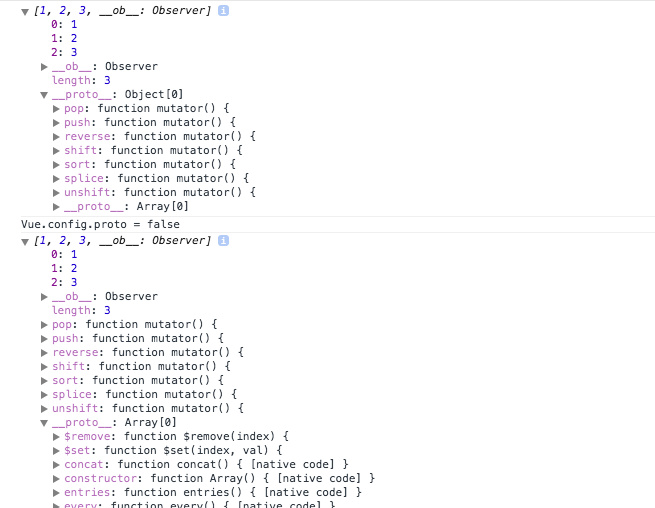 [1, 2, 3, __ob__: Observer] i
0: 1
1: 2
2: 3
__ob__: Observer
length: 3
__proto__: Object[0]
pop: function mutator() {
push: function mutator() {
reverse: function mutator() {
shift: function mutator() {
sort: function mutator() {
splice: function mutator() {
unshift: function mutator() {
__proto__: Array[0]
Vue.config.proto = false
[1, 2, 3, __ob__: Observer] i
0: 1
1: 2
2: 3
__ob__: Observer
length: 3
pop: function mutator() {
push: function mutator() {
reverse: function mutator() {
shift: function mutator() {
sort: function mutator() {
splice: function mutator() {
unshift: function mutator() {
__proto__: Array[0]
$remove: function $remove(index) {
$set: function $set(index, val) {
concat: function concat() { [native code] }
constructor: function Array() { [native code] }
entries: function entries() { [native code] }
every: function every() { [native code] }